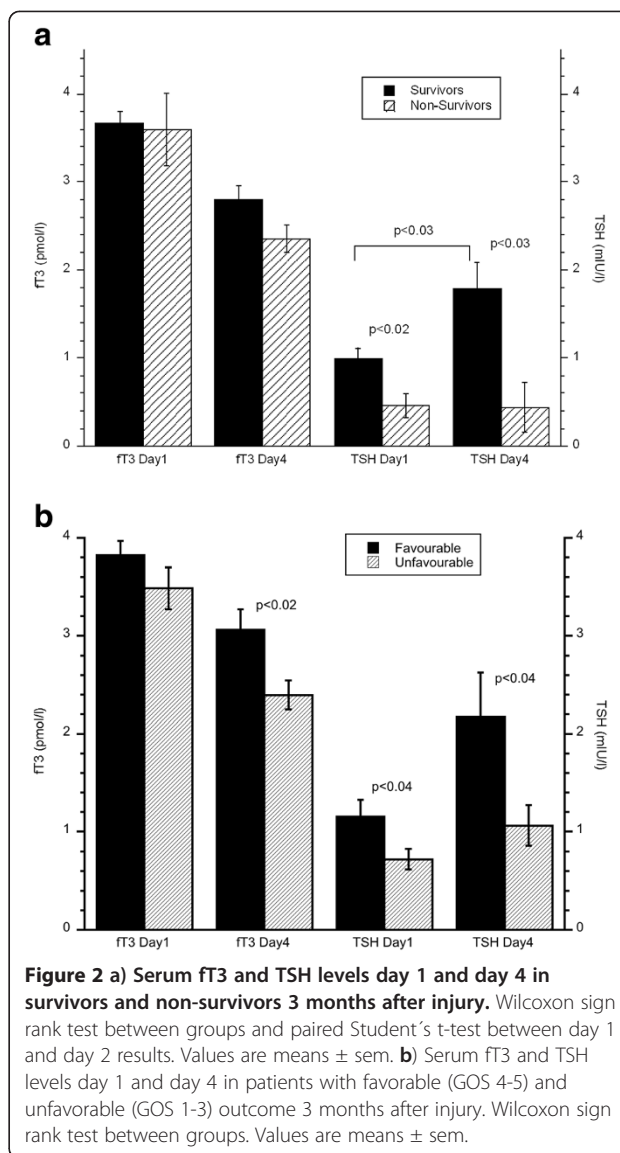 a
Survivors
Non-Survivors
4
3
2
1
0
fT3 (pmol/l)
4
3
2
1
0
TSH (mIU/l)
p<0.03
p<0.03
p<0.02
fT3 Day1
fT3 Day4
TSH Day1
TSH Day4
b
Favourable
Unfavourable
4
3
2
1
0
fT3 (pmol/l)
4
3
2
1
0
TSH (mIU/l)
p<0.02
p<0.04
p<0.04
fT3 Day1
fT3 Day4
TSH Day1
TSH Day4
Figure 2 a) Serum fT3 and TSH levels day 1 and day 4 in
survivors and non-survivors 3 months after injury. Wilcoxon sign
rank test between groups and paired Student´s t-test between day 1
and day 2 results. Values are means ± sem. b) Serum fT3 and TSH
levels day 1 and day 4 in patients with favorable (GOS 4-5) and
unfavorable (GOS 1-3) outcome 3 months after injury. Wilcoxon sign
rank test between groups. Values are means ± sem.